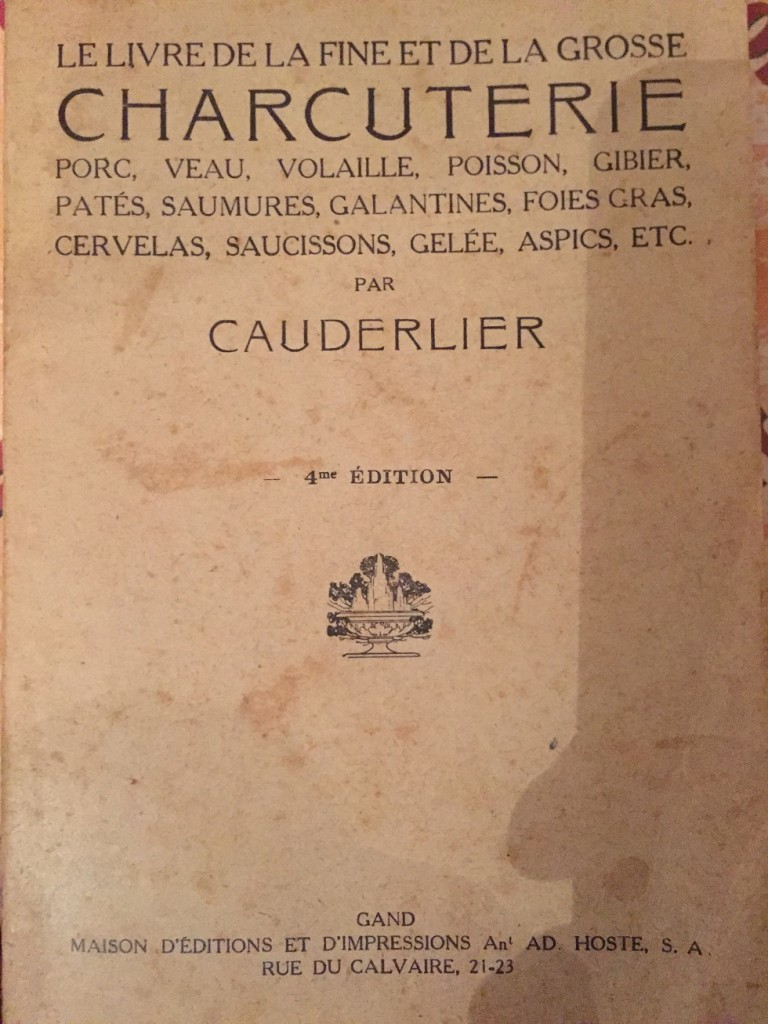 LE LIVRE DE LA FINE ET DE LA GROSSE
CHARCUTERIE
PORC, VEAU, VOLAILLE, POISSON, GIBIER,
PATÉS, SAUMURES, GALANTINES, FOIES GRAS,
CERVELAS, SAUCISSONS, GELÉE, ASPICS, ETC.
PAR
CAUDERLIER
— 4me ÉDITION —
GAND
MAISON D'ÉDITIONS ET D'IMPRESSIONS Ant AD. HOSTE, S. A.
RUE DU CALVAIRE, 21-23